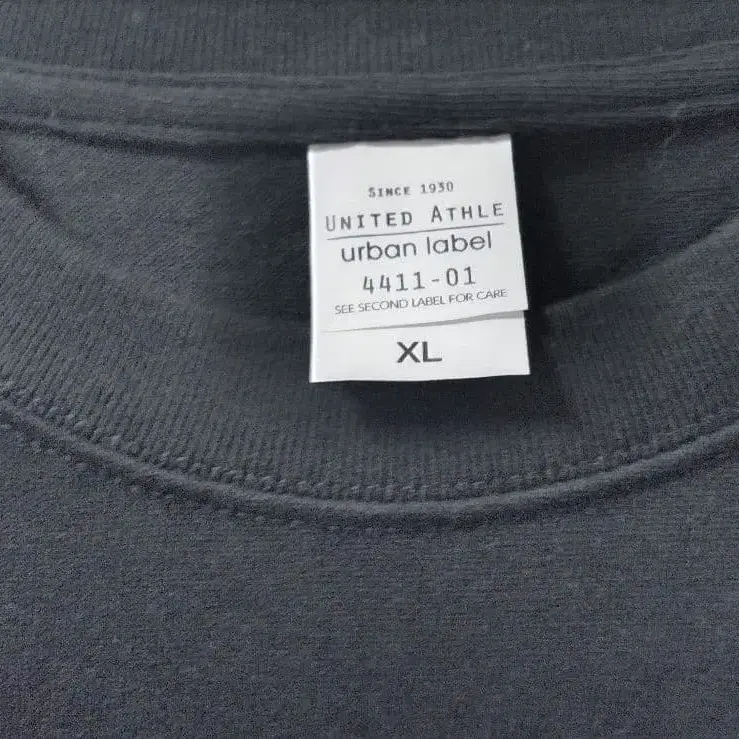 SINCE 1930
UNITED ATHLE
urban label
4411-01
SEE SECOND LABEL FOR CARE
XL